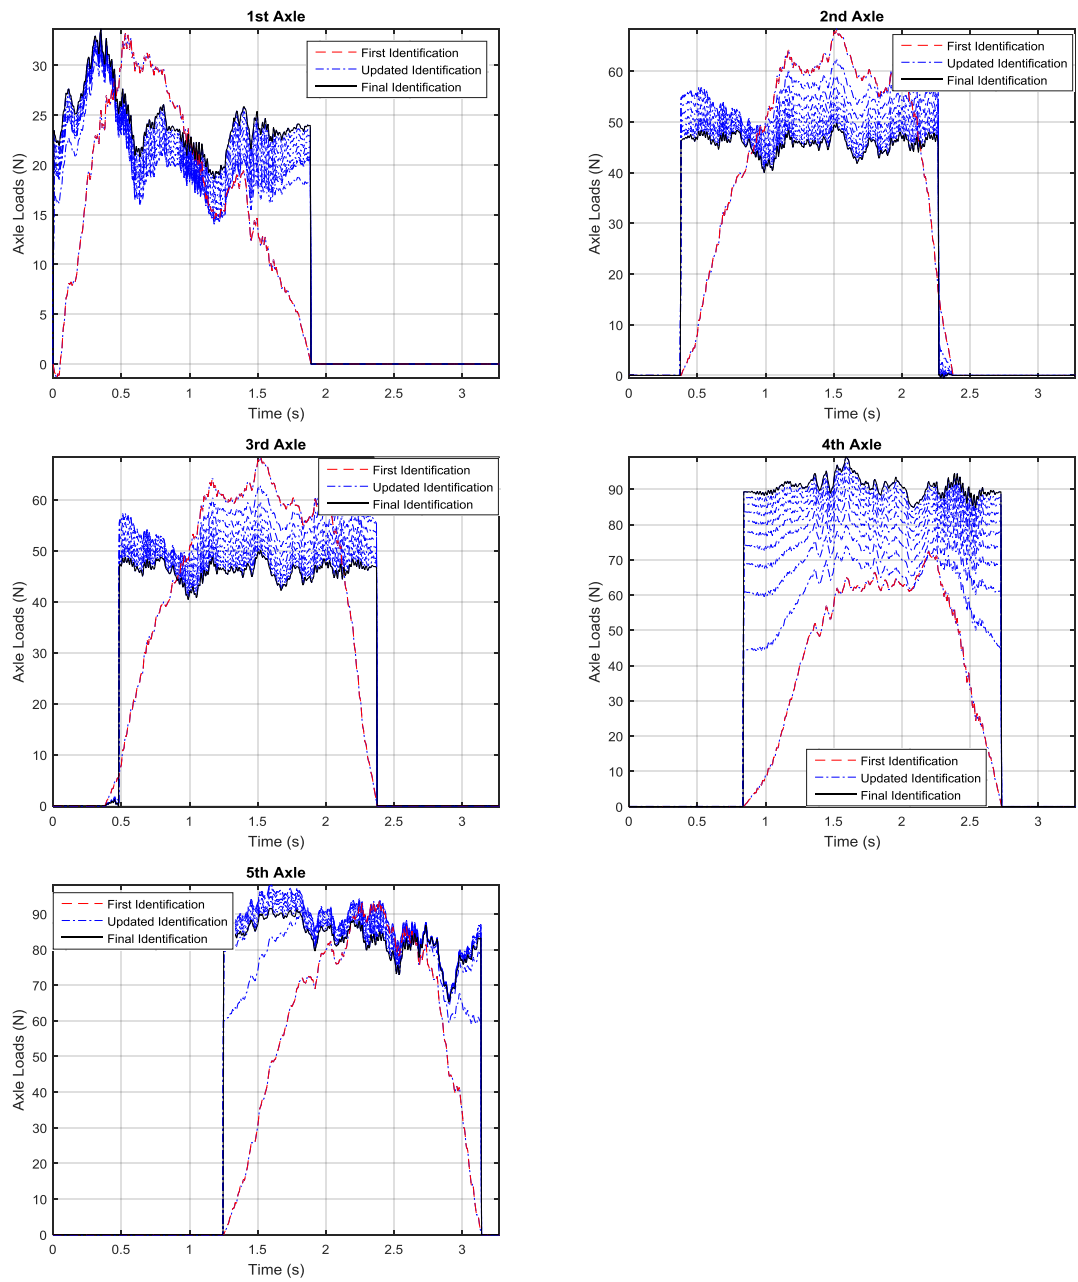 1st Axle
First Identification
Updated Identification
Final Identification
Axle Loads (N)
30
25
20
15
10
5
0
0 0.5 1 1.5 2 2.5 3
Time (s)
2nd Axle
First Identification
Updated Identification
Final Identification
Axle Loads (N)
60
50
40
30
20
10
0
0 0.5 1 1.5 2 2.5 3
Time (s)
3rd Axle
First Identification
Updated Identification
Final Identification
Axle Loads (N)
60
50
40
30
20
10
0
0 0.5 1 1.5 2 2.5 3
Time (s)
4th Axle
Axle Loads (N)
90
80
70
60
50
40
30
20
10
0
First Identification
Updated Identification
Final Identification
0 0.5 1 1.5 2 2.5 3
Time (s)
5th Axle
First Identification
Updated Identification
Final Identification
Axle Loads (N)
90
80
70
60
50
40
30
20
10
0
0 0.5 1 1.5 2 2.5 3
Time (s)